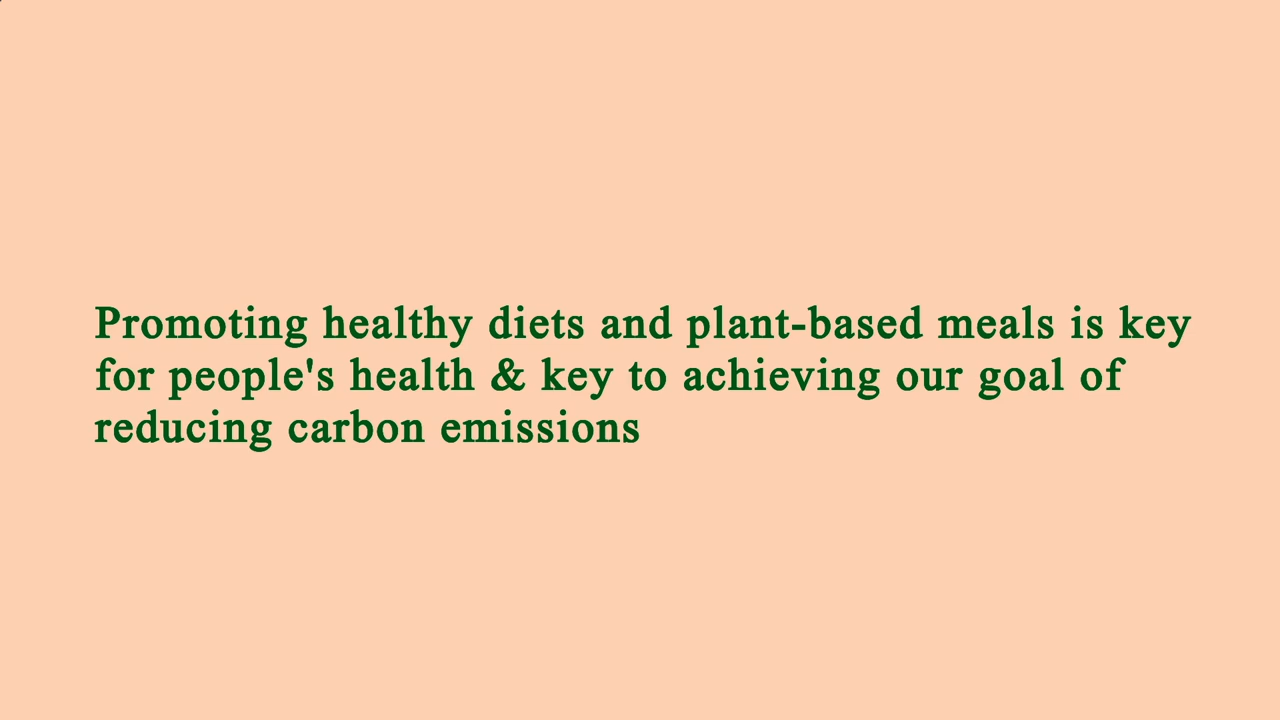 Promoting healthy diets and plant-based meals is key
for people's health & key to achieving our goal of
reducing carbon emissions